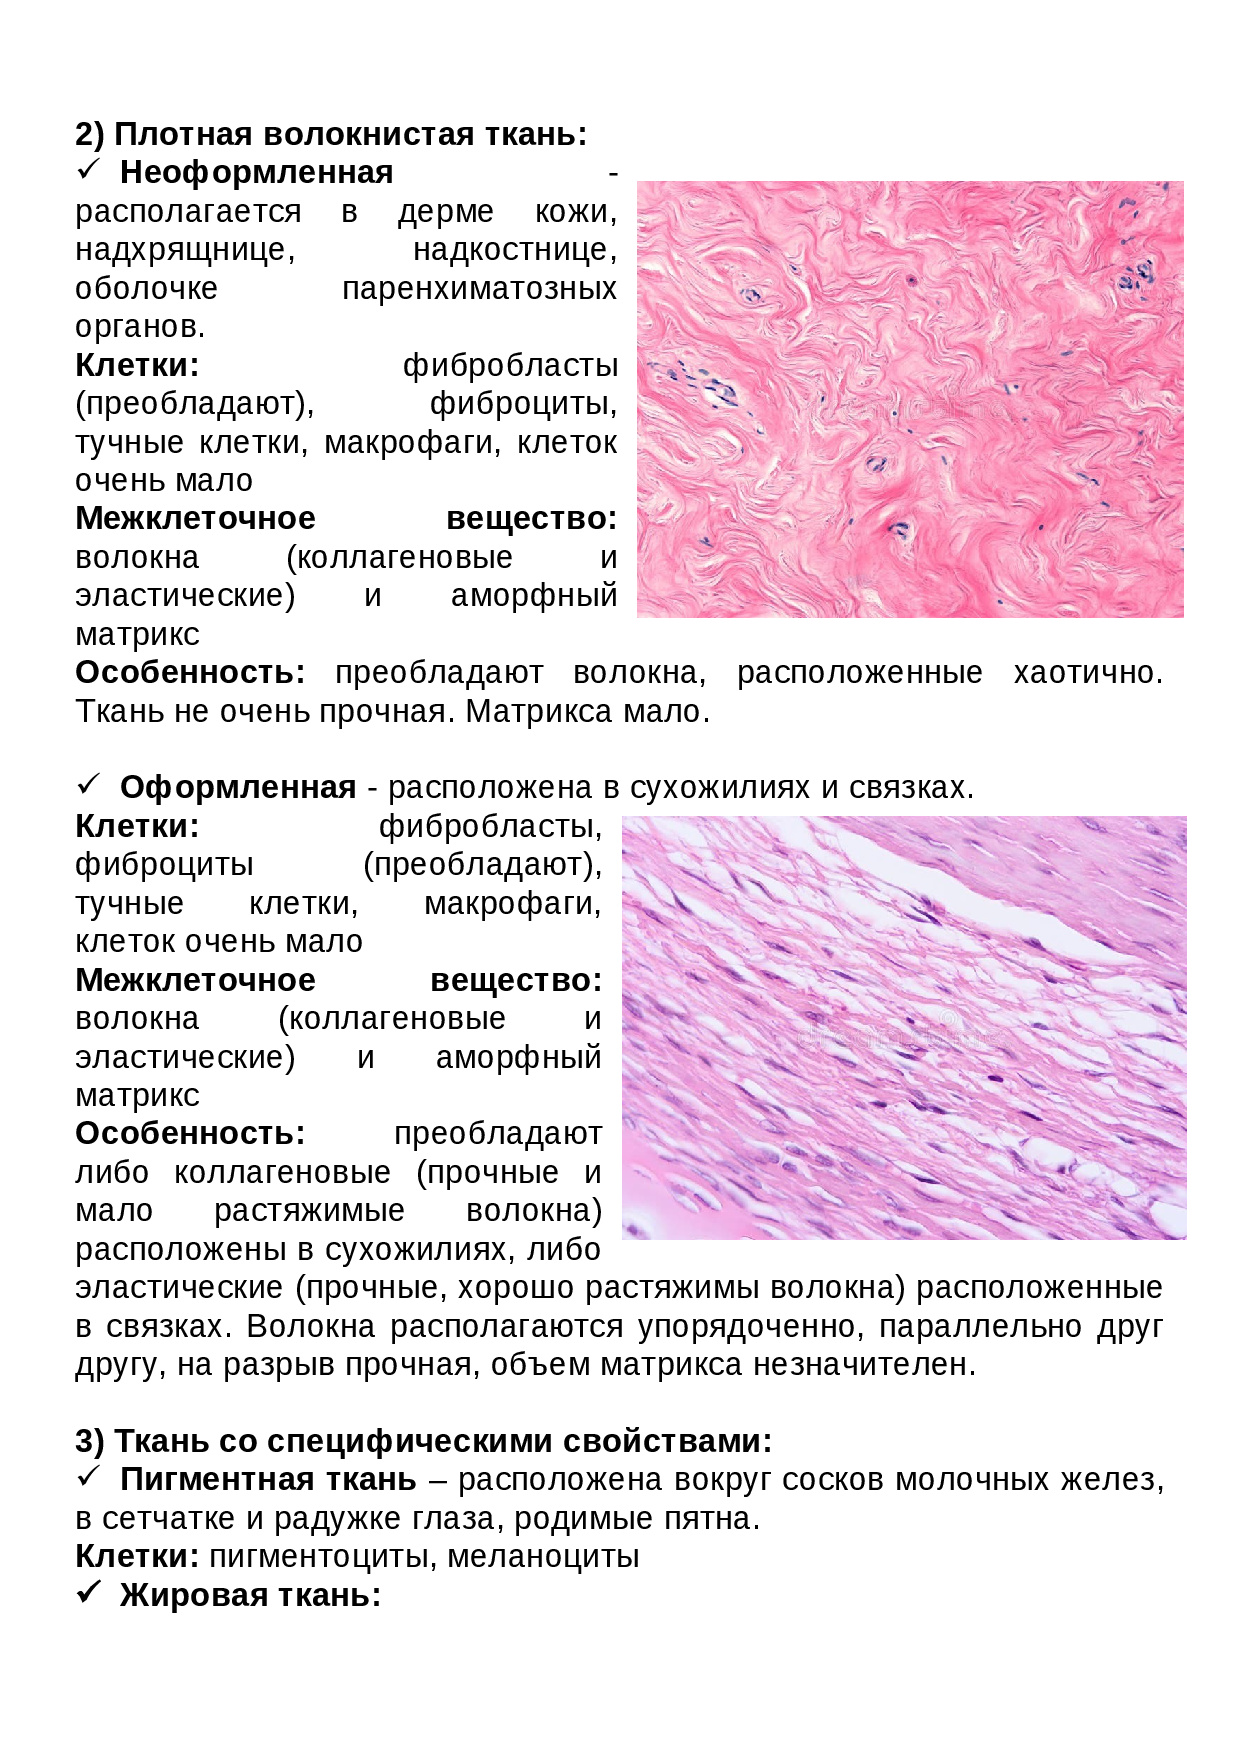 2) Плотная волокнистая ткань:
✓ Неоформленная -
располагается в дерме кожи,
надхрящнице, надкостнице,
оболочке паренхиматозных
органов.
Клетки: фибробласты
(преобладают), фиброциты,
тучные клетки, макрофаги, клеток
очень мало
Межклеточное вещество:
волокна (коллагеновые и
эластические) и аморфный
матрикс
Особенность: преобладают волокна, расположенные хаотично.
Ткань не очень прочная. Матрикса мало.
✓ Оформленная - расположена в сухожилиях и связках.
Клетки: фибробласты,
фиброциты (преобладают),
тучные клетки, макрофаги,
клеток очень мало
Межклеточное вещество:
волокна (коллагеновые и
эластические) и аморфный
матрикс
Особенность: преобладают
либо коллагеновые (прочные и
мало растяжимые волокна)
расположены в сухожилиях, либо
эластические (прочные, хорошо растяжимы волокна) расположенные
в связках. Волокна располагаются упорядоченно, параллельно друг
другу, на разрыв прочная, объем матрикса незначителен.
3) Ткань со специфическими свойствами:
✓ Пигментная ткань – расположена вокруг сосков молочных желез,
в сетчатке и радужке глаза, родимые пятна.
Клетки: пигментоциты, меланоциты
✓ Жировая ткань: